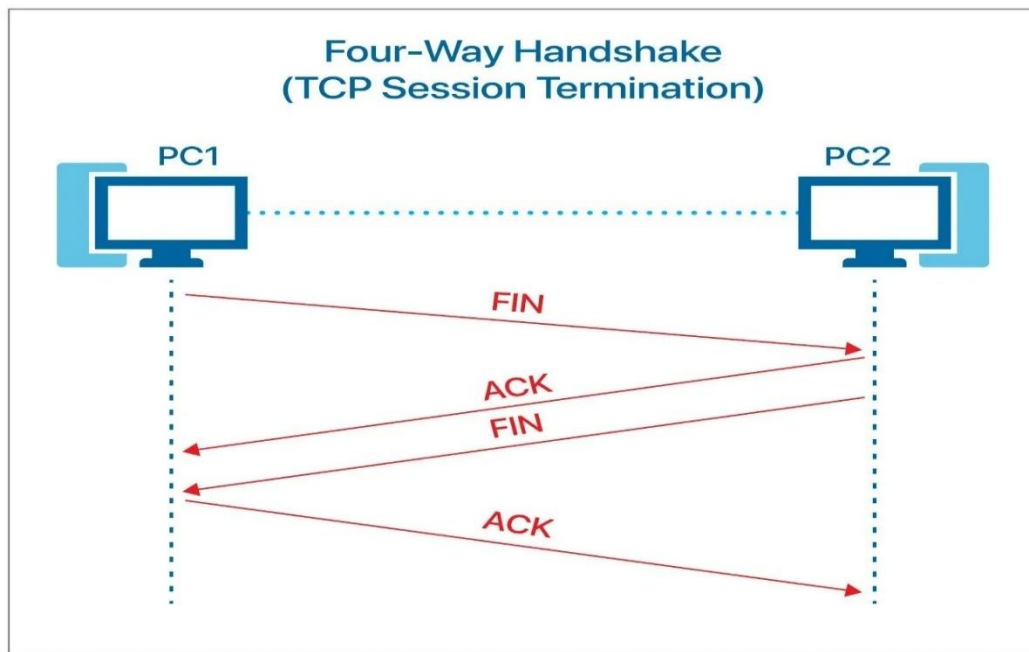 Four-Way Handshake
(TCP Session Termination)
PC1
PC2
FIN
ACK
FIN
ACK